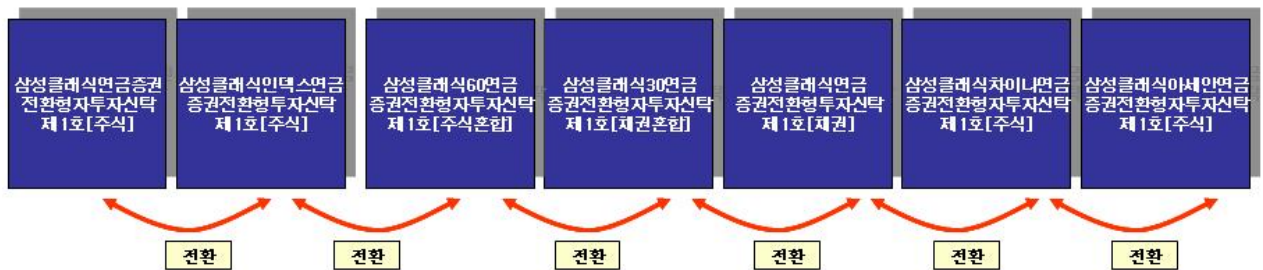 삼성클래식연금증권
전환형자투자신탁
제1호[주식]
삼성클래식인덱스연금
증권전환형자투자신탁
제1호[주식]
삼성클래식60연금
증권전환형자투자신탁
제1호[주식혼합]
삼성클래식30연금
증권전환형자투자신탁
제1호[채권혼합]
삼성클래식연금
증권전환형자투자신탁
제1호[채권]
삼성클래식차이나연금
증권전환형자투자신탁
제1호[주식]
삼성클래식아세안연금
증권전환형자투자신탁
제1호[주식]
전환
전환
전환
전환
전환
전환